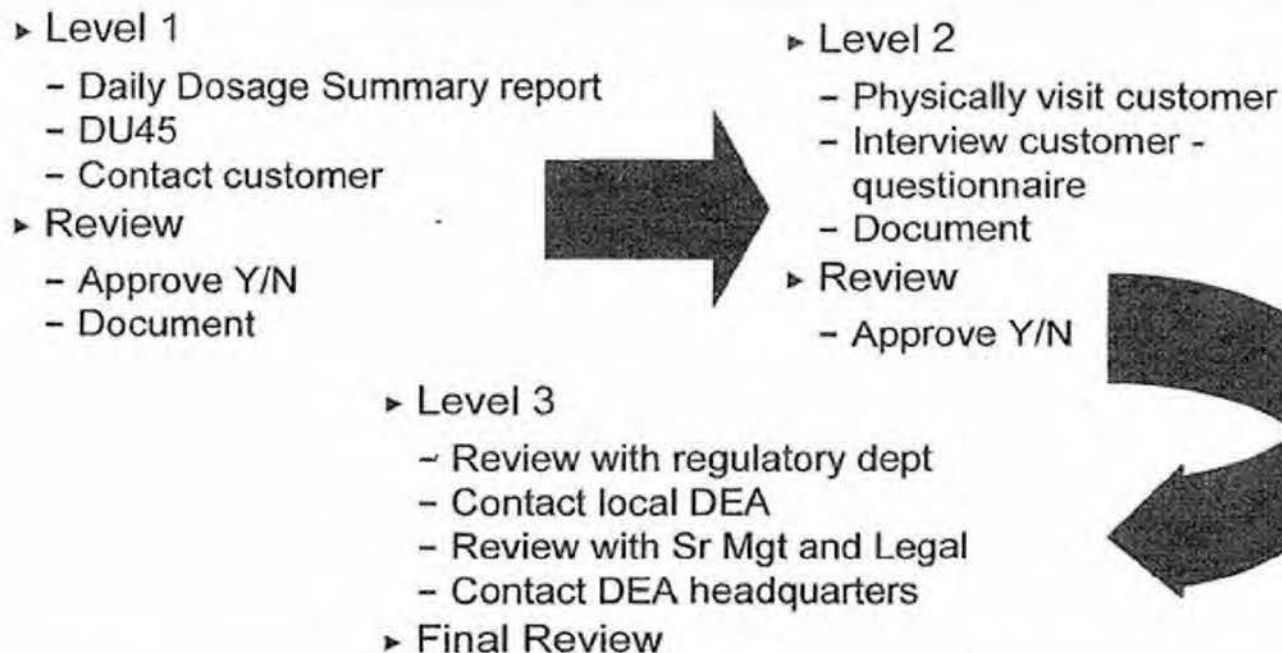 ▸ Level 1
– Daily Dosage Summary report
– DU45
– Contact customer
▸ Review
– Approve Y/N
– Document
▸ Level 2
– Physically visit customer
– Interview customer -
questionnaire
– Document
▸ Review
– Approve Y/N
▸ Level 3
– Review with regulatory dept
– Contact local DEA
– Review with Sr Mgt and Legal
– Contact DEA headquarters
▸ Final Review